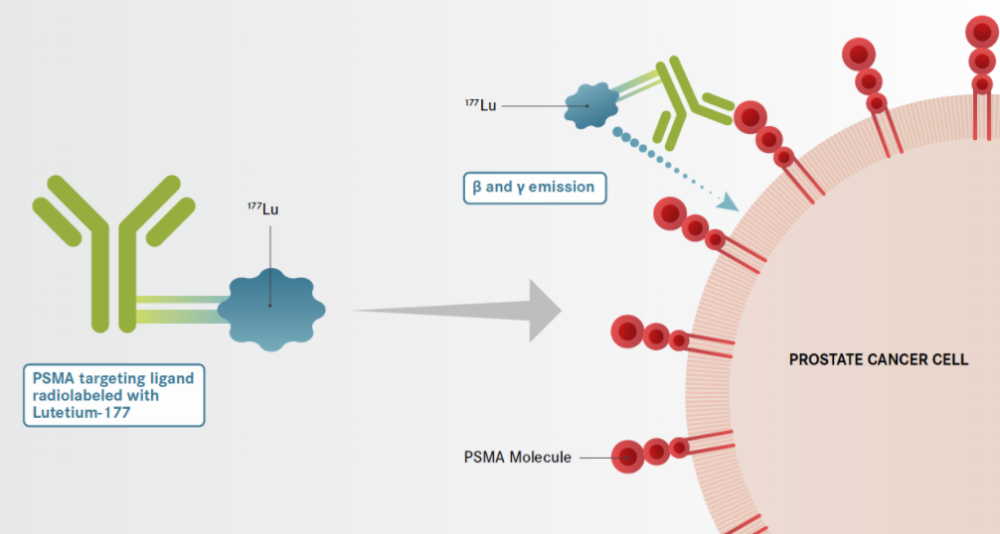 ¹⁷⁷Lu
β and γ emission
¹⁷⁷Lu
PSMA targeting ligand
radiolabeled with
Lutetium-177
PROSTATE CANCER CELL
PSMA Molecule